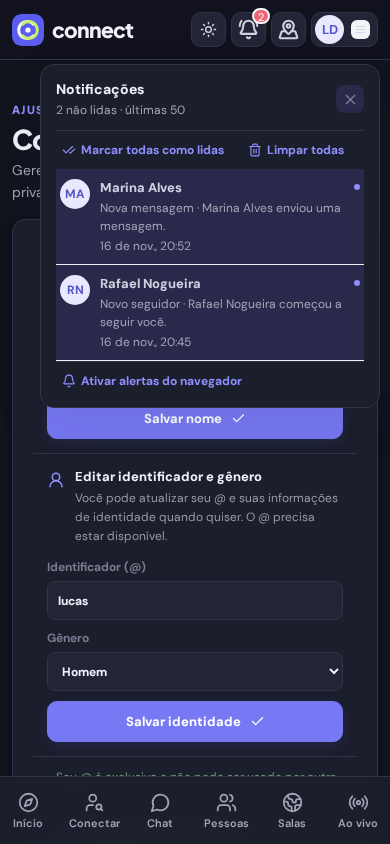 connect
2
LD
Notificações
2 não lidas · últimas 50
Marcar todas como lidas
Limpar todas
MA
Marina Alves
Nova mensagem · Marina Alves enviou uma
mensagem.
16 de nov., 20:52
RN
Rafael Nogueira
Novo seguidor · Rafael Nogueira começou a
seguir você.
16 de nov., 20:45
Ativar alertas do navegador
Salvar nome
Editar identificador e gênero
Você pode atualizar seu @ e suas informações
de identidade quando quiser. O @ precisa
estar disponível.
Identificador (@)
lucas
Gênero
Homem
Salvar identidade
Início
Conectar
Chat
Pessoas
Salas
Ao vivo